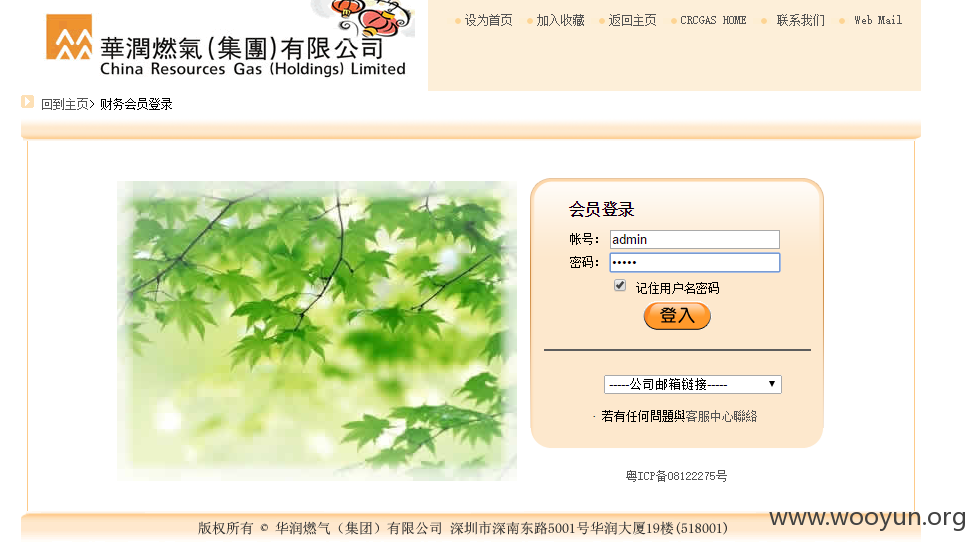 设为首页 加入收藏 返回主页 CRCGAS HOME 联系我们 Web Mail
華潤燃氣(集團)有限公司
China Resources Gas (Holdings) Limited
回到主页> 财务会员登录
会员登录
帐号： admin
密码： •••••
记住用户名密码
登入
-----公司邮箱链接-----
· 若有任何問題與客服中心聯絡
粤ICP备08122275号
版权所有 © 华润燃气（集团）有限公司 深圳市深南东路5001号华润大厦19楼(518001)
www.wooyun.org